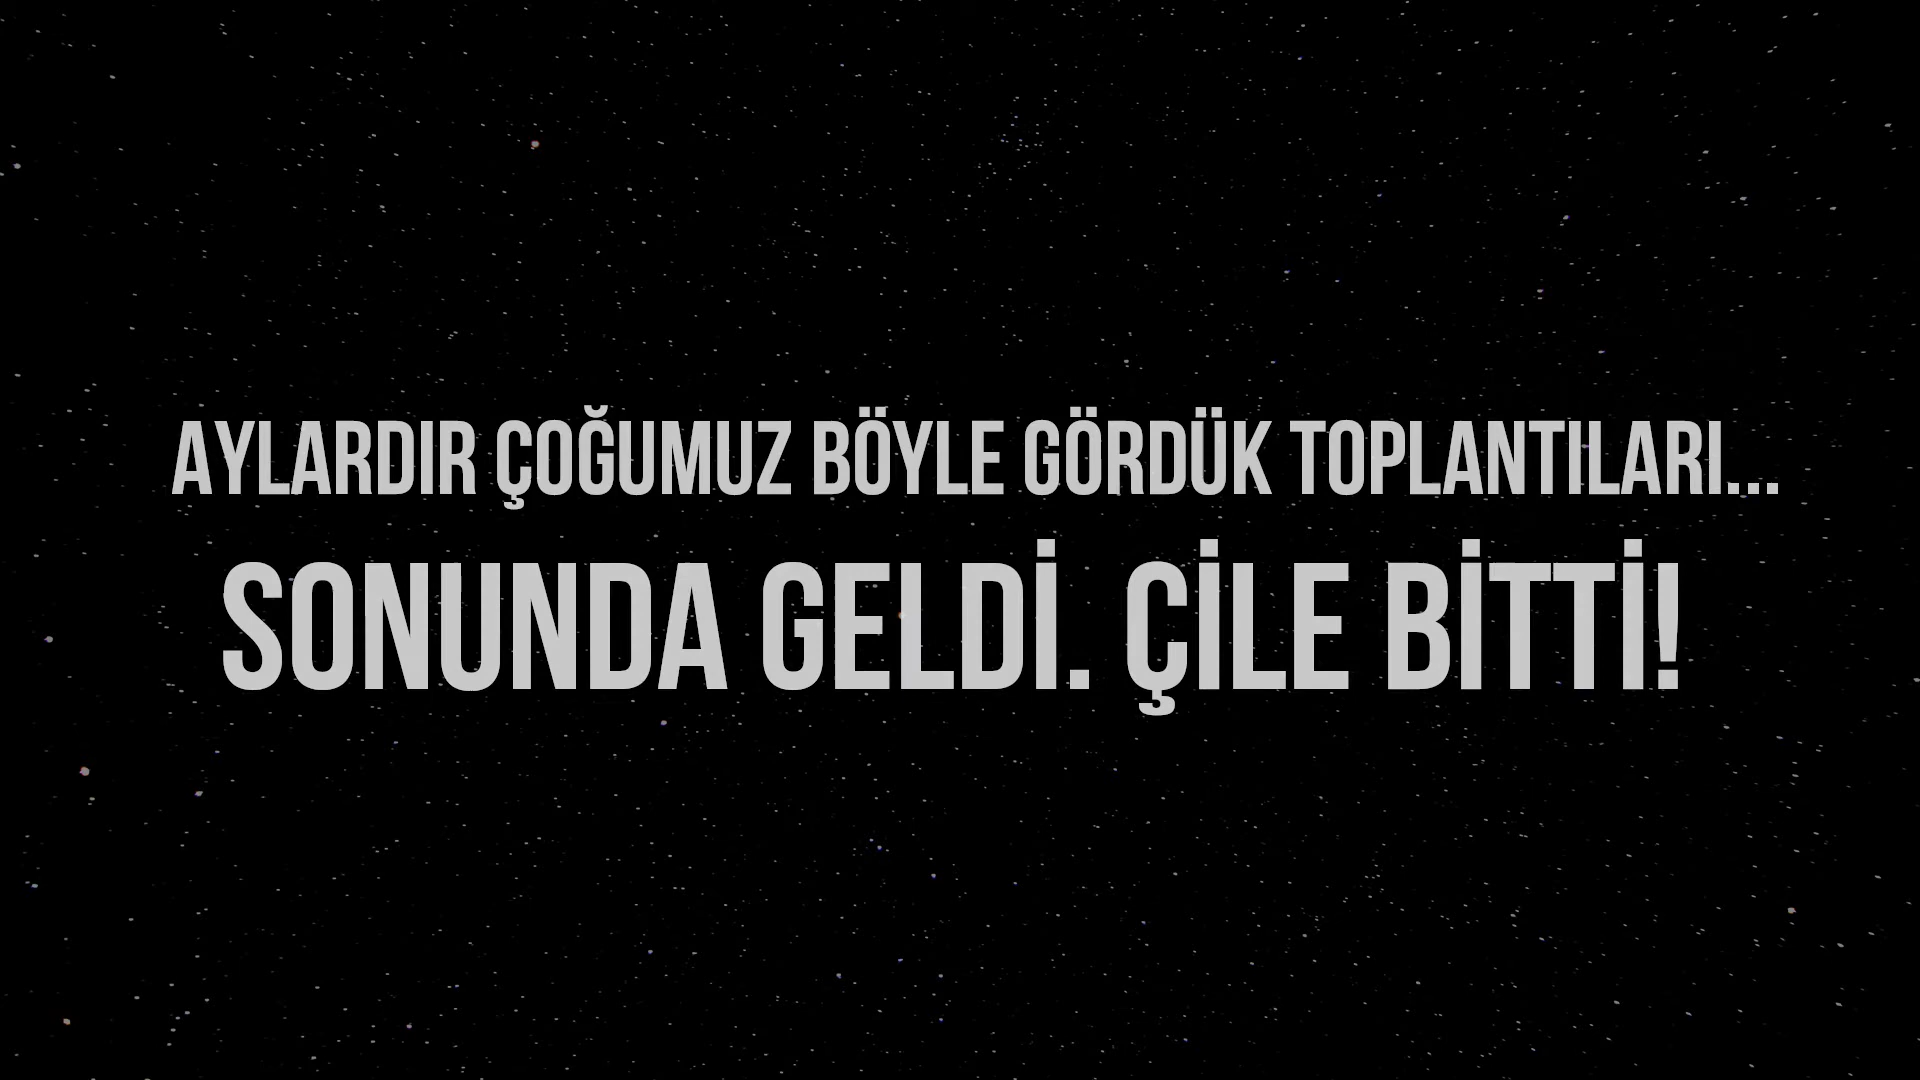 AYLARDIR ÇOĞUMUZ BÖYLE GÖRDÜK TOPLANTILARI...
SONUNDA GELDİ. ÇİLE BİTTİ!